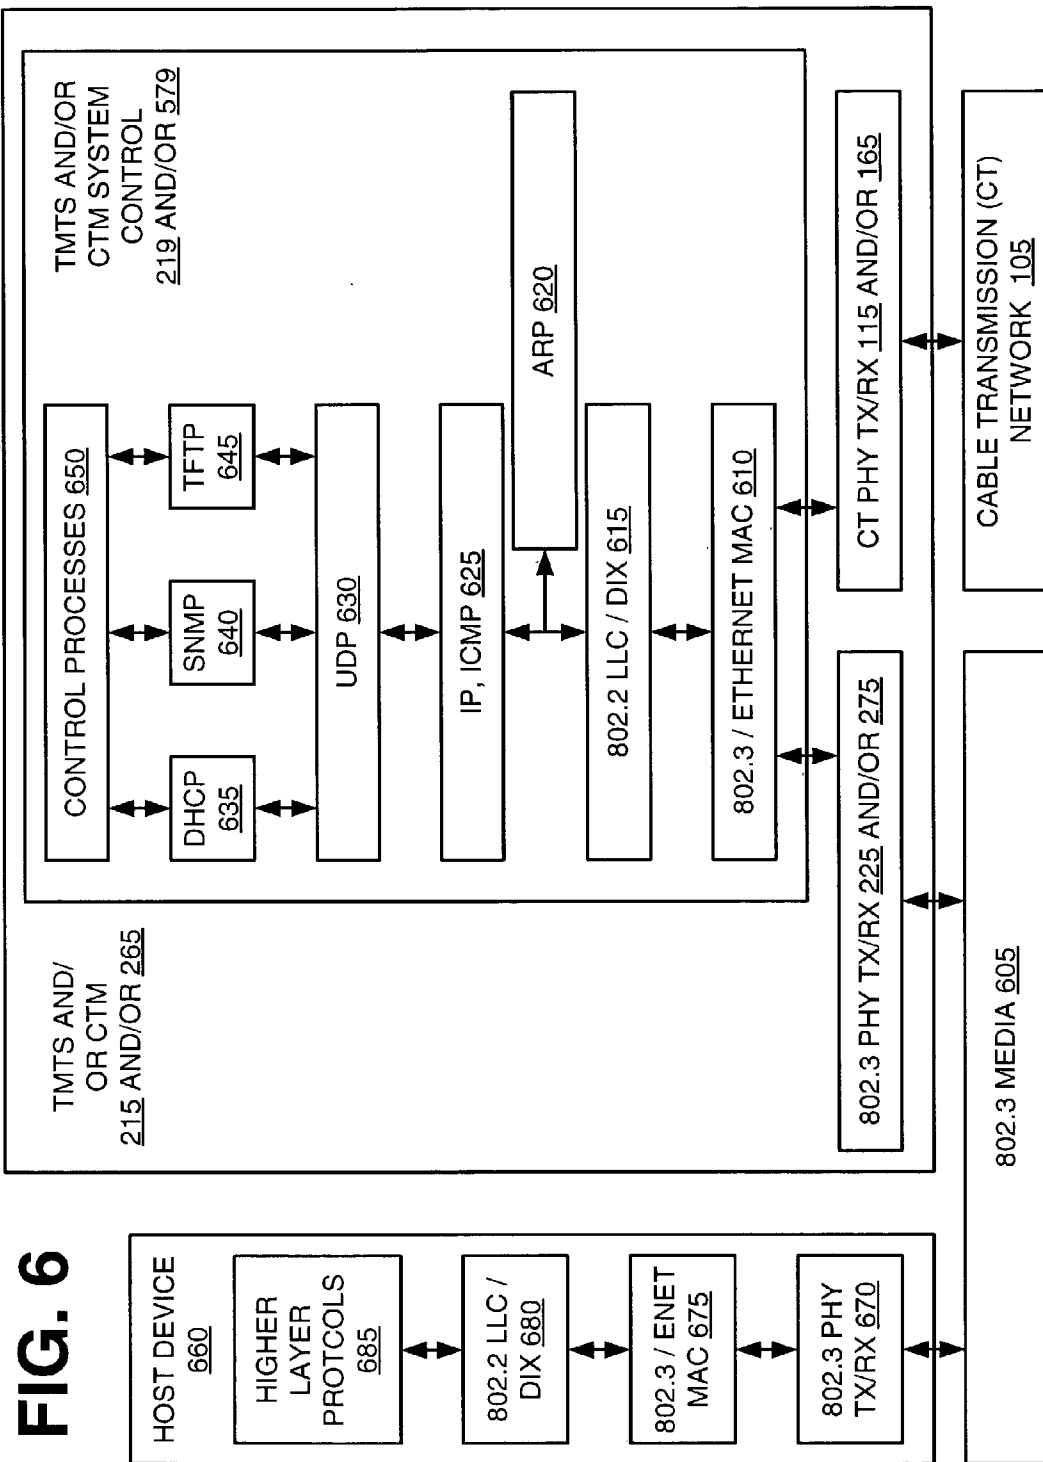 FIG. 6
HOST DEVICE
660
HIGHER
LAYER
PROTCOLS
685
802.2 LLC /
DIX 680
802.3 / ENET
MAC 675
802.3 PHY
TX/RX 670
TMTS AND/
OR CTM
215 AND/OR 265
TMTS AND/OR
CTM SYSTEM
CONTROL
219 AND/OR 579
CONTROL PROCESSES 650
DHCP
635
SNMP
640
TFTP
645
UDP 630
IP, ICMP 625
ARP 620
802.2 LLC / DIX 615
802.3 / ETHERNET MAC 610
802.3 PHY TX/RX 225 AND/OR 275
CT PHY TX/RX 115 AND/OR 165
802.3 MEDIA 605
CABLE TRANSMISSION (CT)
NETWORK 105